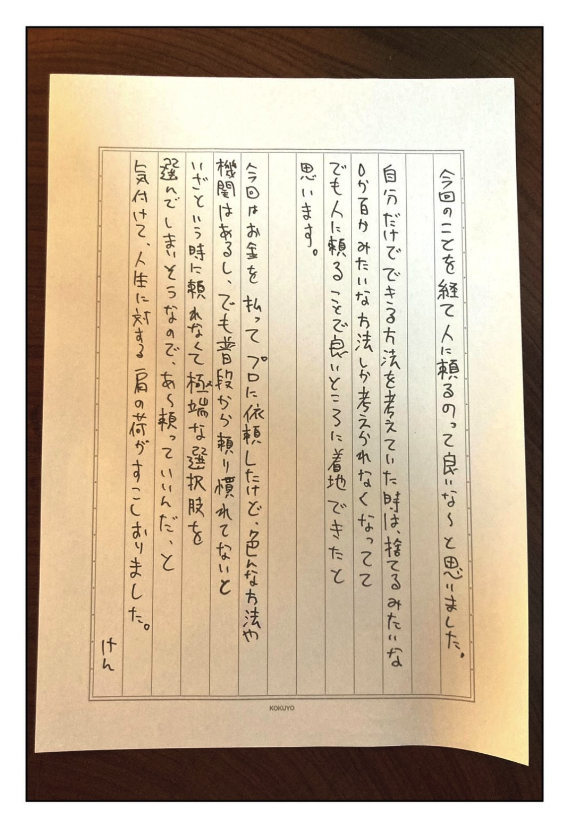 今回のことを経て人に頼るのって良いな～と思いました。
自分だけでできる方法を考えていた時は、捨てるみたいな
0か百かみたいな方法しか考えられなくなってて
でも人に頼ることで良いところに着地できたと
思います。
今回はお金を払ってプロに依頼したけど、色んな方法や
機関はあるし、でも普段から頼り慣れてないと
いざという時に頼れなくて極端な選択肢を
選んでしまいそうなので、あ～頼っていいんだ、と
気付けて、人生に対する肩の荷がすこしおりました。
けん
KOKUYO